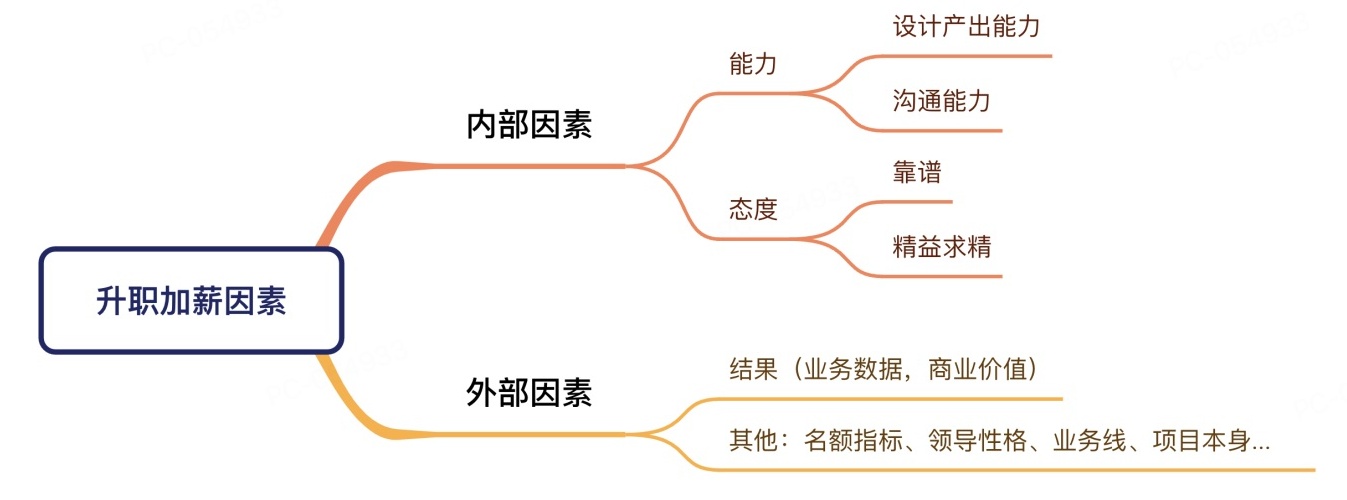 升职加薪因素
内部因素
能力
设计产出能力
沟通能力
态度
靠谱
精益求精
外部因素
结果（业务数据，商业价值）
其他：名额指标、领导性格、业务线、项目本身...